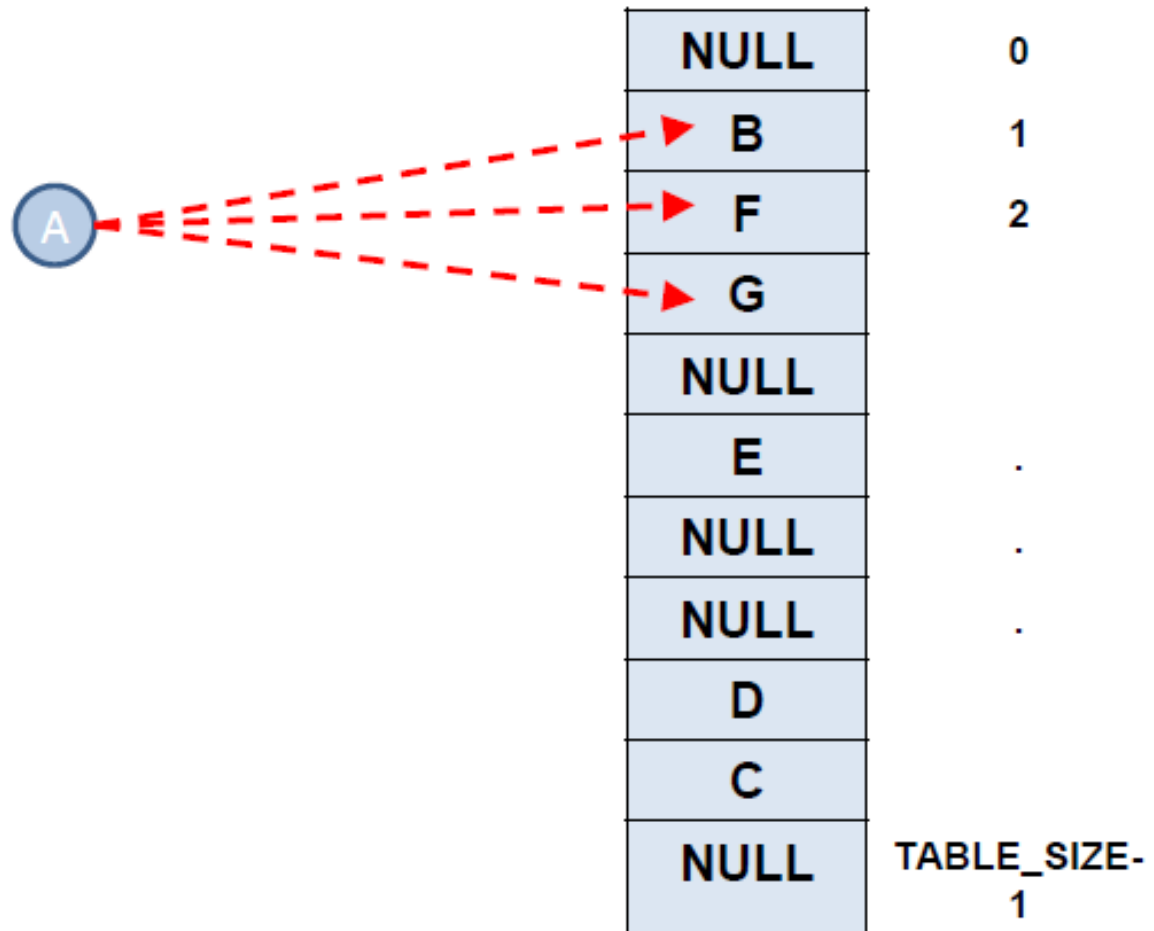 NULL 0
B 1
A
F 2
G
NULL
E .
NULL .
NULL .
D
C
NULL TABLE_SIZE-
1